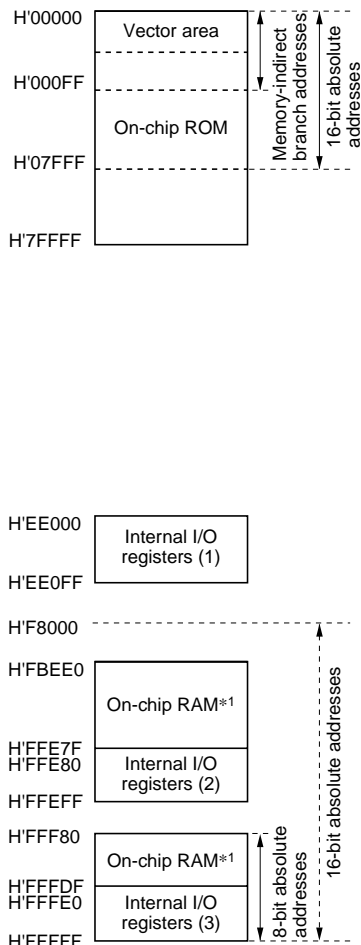 H'00000
Vector area
H'000FF
On-chip ROM
H'07FFF
H'7FFFF
Memory-indirect
branch addresses
16-bit absolute
addresses
H'EE000
Internal I/O
registers (1)
H'EE0FF
H'F8000
H'FBEE0
On-chip RAM*1
H'FFE7F
H'FFE80
Internal I/O
registers (2)
H'FFEFF
H'FFF80
On-chip RAM*1
H'FFFDF
H'FFFE0
Internal I/O
registers (3)
H'FFFFF
8-bit absolute
addresses
16-bit absolute addresses